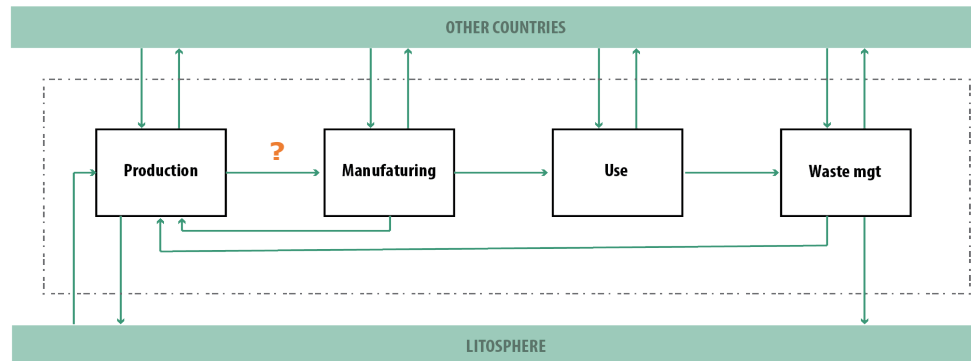 OTHER COUNTRIES
?
Production
Manufaturing
Use
Waste mgt
LITOSPHERE